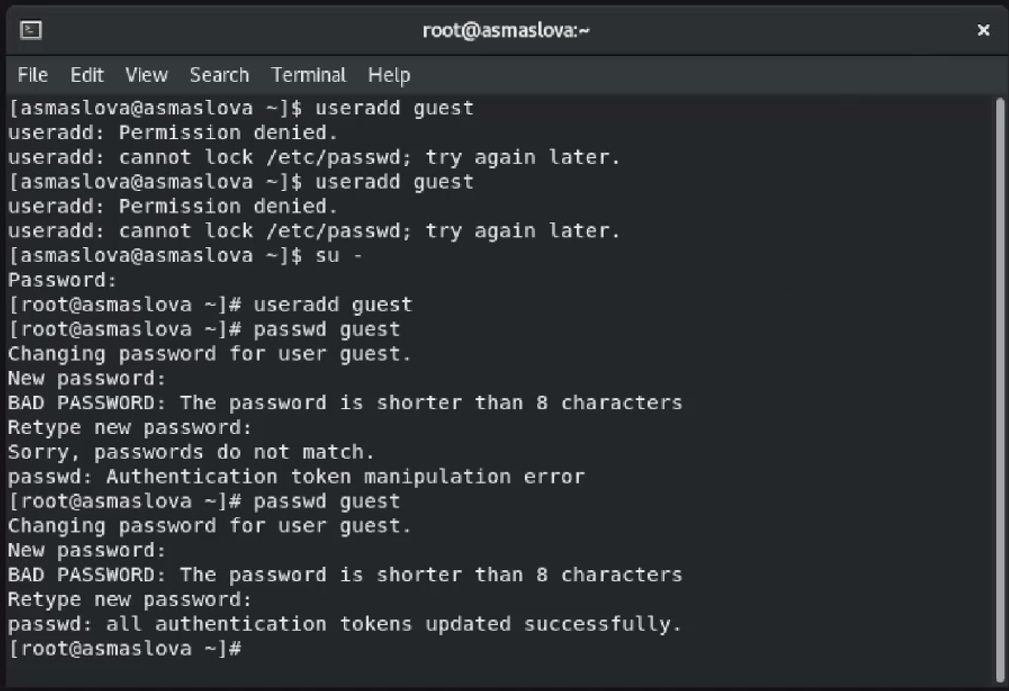 root@asmaslova:~
File Edit View Search Terminal Help
[asmaslova@asmaslova ~]$ useradd guest
useradd: Permission denied.
useradd: cannot lock /etc/passwd; try again later.
[asmaslova@asmaslova ~]$ useradd guest
useradd: Permission denied.
useradd: cannot lock /etc/passwd; try again later.
[asmaslova@asmaslova ~]$ su -
Password:
[root@asmaslova ~]# useradd guest
[root@asmaslova ~]# passwd guest
Changing password for user guest.
New password:
BAD PASSWORD: The password is shorter than 8 characters
Retype new password:
Sorry, passwords do not match.
passwd: Authentication token manipulation error
[root@asmaslova ~]# passwd guest
Changing password for user guest.
New password:
BAD PASSWORD: The password is shorter than 8 characters
Retype new password:
passwd: all authentication tokens updated successfully.
[root@asmaslova ~]#